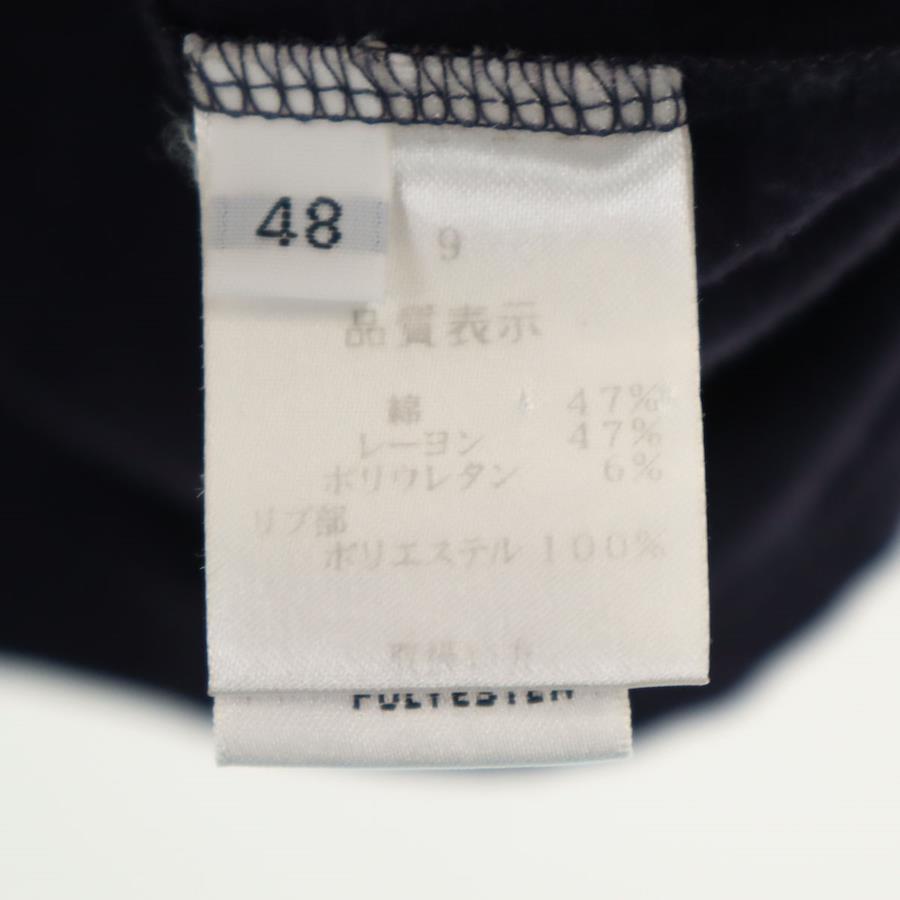 48
9
品質表示
綿 47%
レーヨン 47%
ポリウレタン 6%
リブ部
ポリエステル 100%
POLYESTER